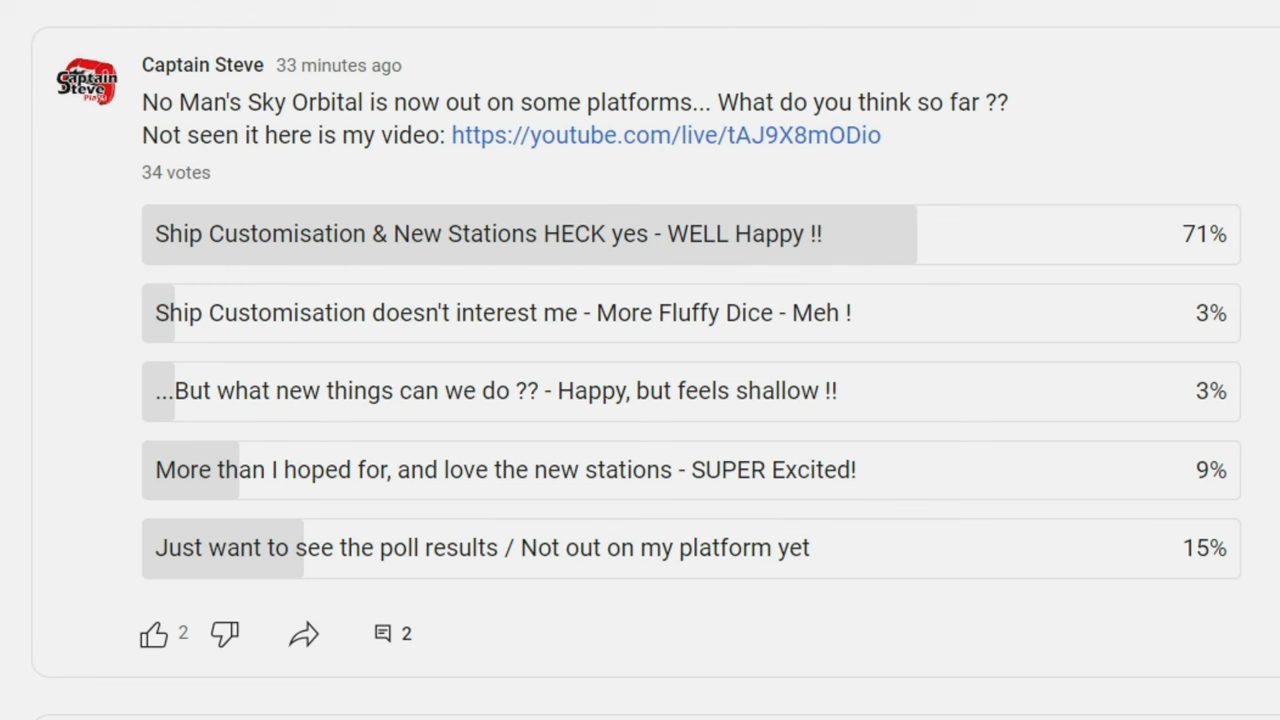 Captain Steve 33 minutes ago
Captain
Steve
Plays
No Man's Sky Orbital is now out on some platforms... What do you think so far ??
Not seen it here is my video: https://youtube.com/live/tAJ9X8mODio
34 votes
Ship Customisation & New Stations HECK yes - WELL Happy !! 71%
Ship Customisation doesn't interest me - More Fluffy Dice - Meh ! 3%
...But what new things can we do ?? - Happy, but feels shallow !! 3%
More than I hoped for, and love the new stations - SUPER Excited! 9%
Just want to see the poll results / Not out on my platform yet 15%
2 2